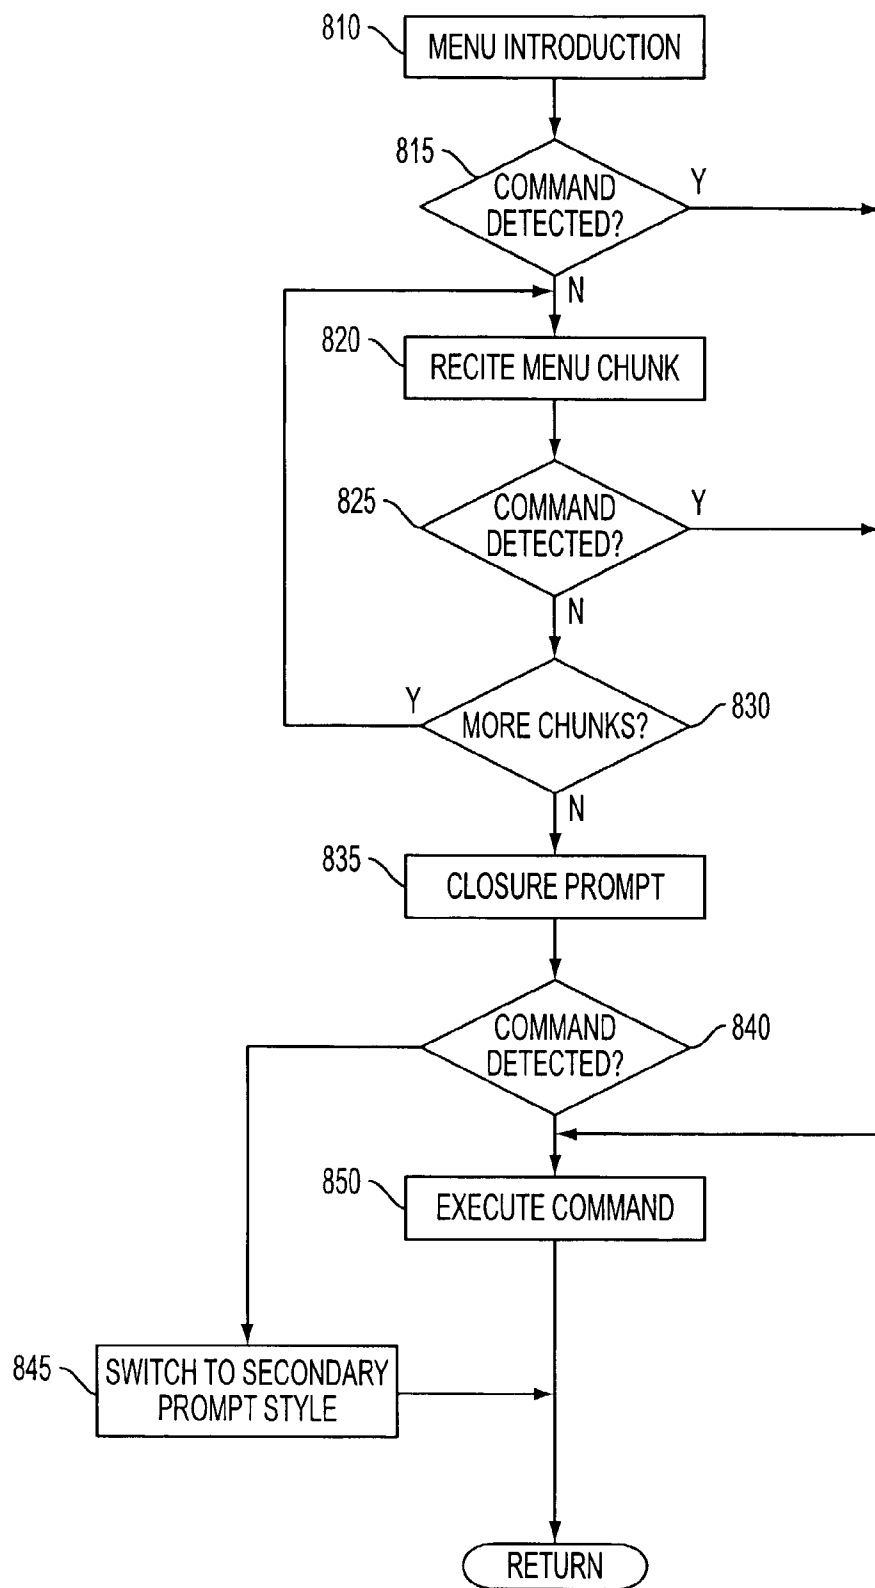 810
MENU INTRODUCTION
815
COMMAND
DETECTED?
Y
N
820
RECITE MENU CHUNK
825
COMMAND
DETECTED?
Y
N
Y
MORE CHUNKS?
830
N
835
CLOSURE PROMPT
COMMAND
DETECTED?
840
850
EXECUTE COMMAND
845
SWITCH TO SECONDARY
PROMPT STYLE
RETURN